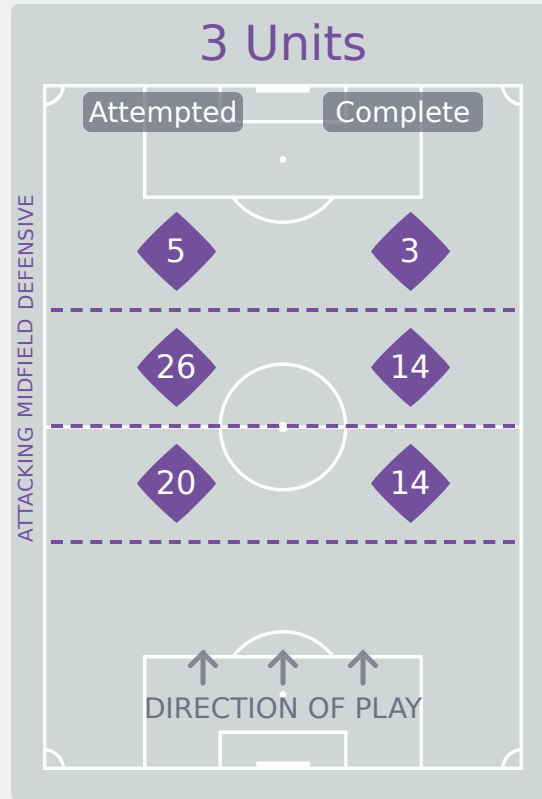 3 Units
Attempted Complete
ATTACKING MIDFIELD DEFENSIVE
5 3
26 14
20 14
DIRECTION OF PLAY